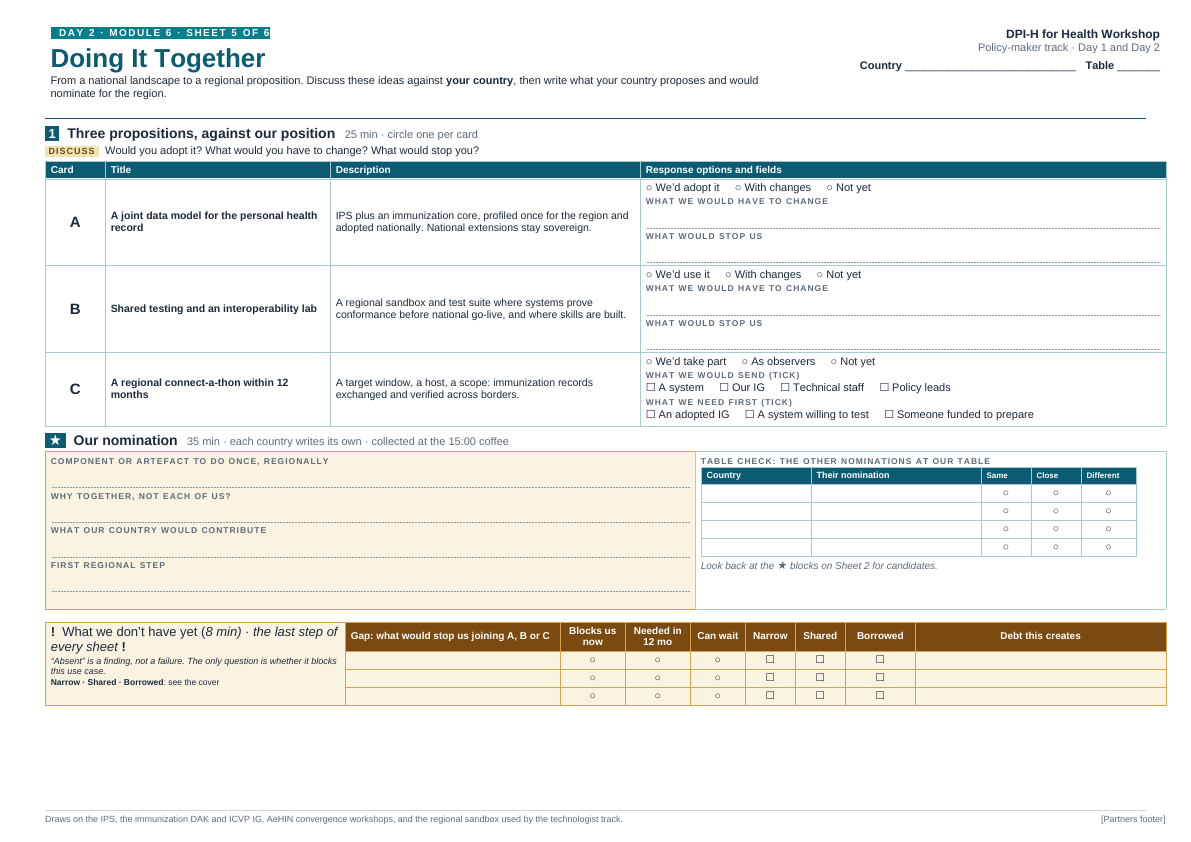 DAY 2 · MODULE 6 · SHEET 5 OF 6
Doing It Together
From a national landscape to a regional proposition. Discuss these ideas against your country, then write what your country proposes and would
nominate for the region.
DPI-H for Health Workshop
Policy-maker track · Day 1 and Day 2
Country ____________________________ Table _______
1 Three propositions, against our position 25 min · circle one per card
DISCUSS Would you adopt it? What would you have to change? What would stop you?
Card Title Description Response options and fields
A
A joint data model for the personal health
record
IPS plus an immunization core, profiled once for the region and
adopted nationally. National extensions stay sovereign.
○ We'd adopt it ○ With changes ○ Not yet
WHAT WE WOULD HAVE TO CHANGE
WHAT WOULD STOP US
B
Shared testing and an interoperability lab
A regional sandbox and test suite where systems prove
conformance before national go-live, and where skills are built.
○ We'd use it ○ With changes ○ Not yet
WHAT WE WOULD HAVE TO CHANGE
WHAT WOULD STOP US
C
A regional connect-a-thon within 12
months
A target window, a host, a scope: immunization records
exchanged and verified across borders.
○ We'd take part ○ As observers ○ Not yet
WHAT WE WOULD SEND (TICK)
☐ A system ☐ Our IG ☐ Technical staff ☐ Policy leads
WHAT WE NEED FIRST (TICK)
☐ An adopted IG ☐ A system willing to test ☐ Someone funded to prepare
★ Our nomination 35 min · each country writes its own · collected at the 15:00 coffee
COMPONENT OR ARTEFACT TO DO ONCE, REGIONALLY
WHY TOGETHER, NOT EACH OF US?
WHAT OUR COUNTRY WOULD CONTRIBUTE
FIRST REGIONAL STEP
TABLE CHECK: THE OTHER NOMINATIONS AT OUR TABLE
Country Their nomination Same Close Different
○ ○ ○
○ ○ ○
○ ○ ○
○ ○ ○
Look back at the ★ blocks on Sheet 2 for candidates.
! What we don't have yet (8 min) · the last step of
every sheet !
"Absent" is a finding, not a failure. The only question is whether it blocks
this use case.
Narrow · Shared · Borrowed: see the cover
Gap: what would stop us joining A, B or C
Blocks us
now
Needed in
12 mo
Can wait Narrow Shared Borrowed Debt this creates
○ ○ ○ ☐ ☐ ☐
○ ○ ○ ☐ ☐ ☐
○ ○ ○ ☐ ☐ ☐
Draws on the IPS, the immunization DAK and ICVP IG, AeHIN convergence workshops, and the regional sandbox used by the technologist track.
[Partners footer]